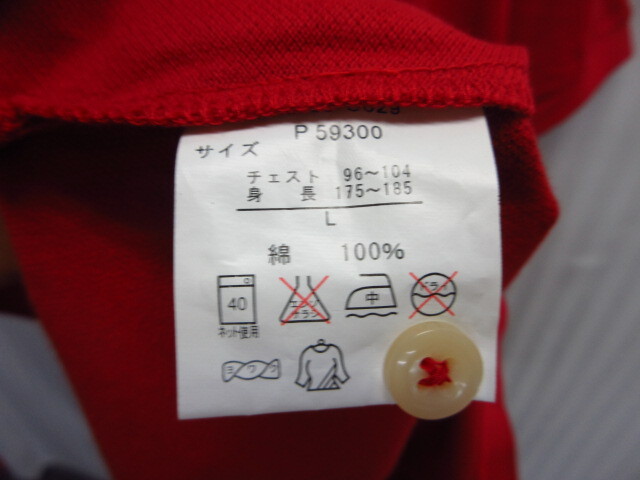 P 59300
サイズ
チェスト 96〜104
身 長 175〜185
L
綿 100%
40
エンソ
サラシ
中
ドライ
ネット使用
ヨワク